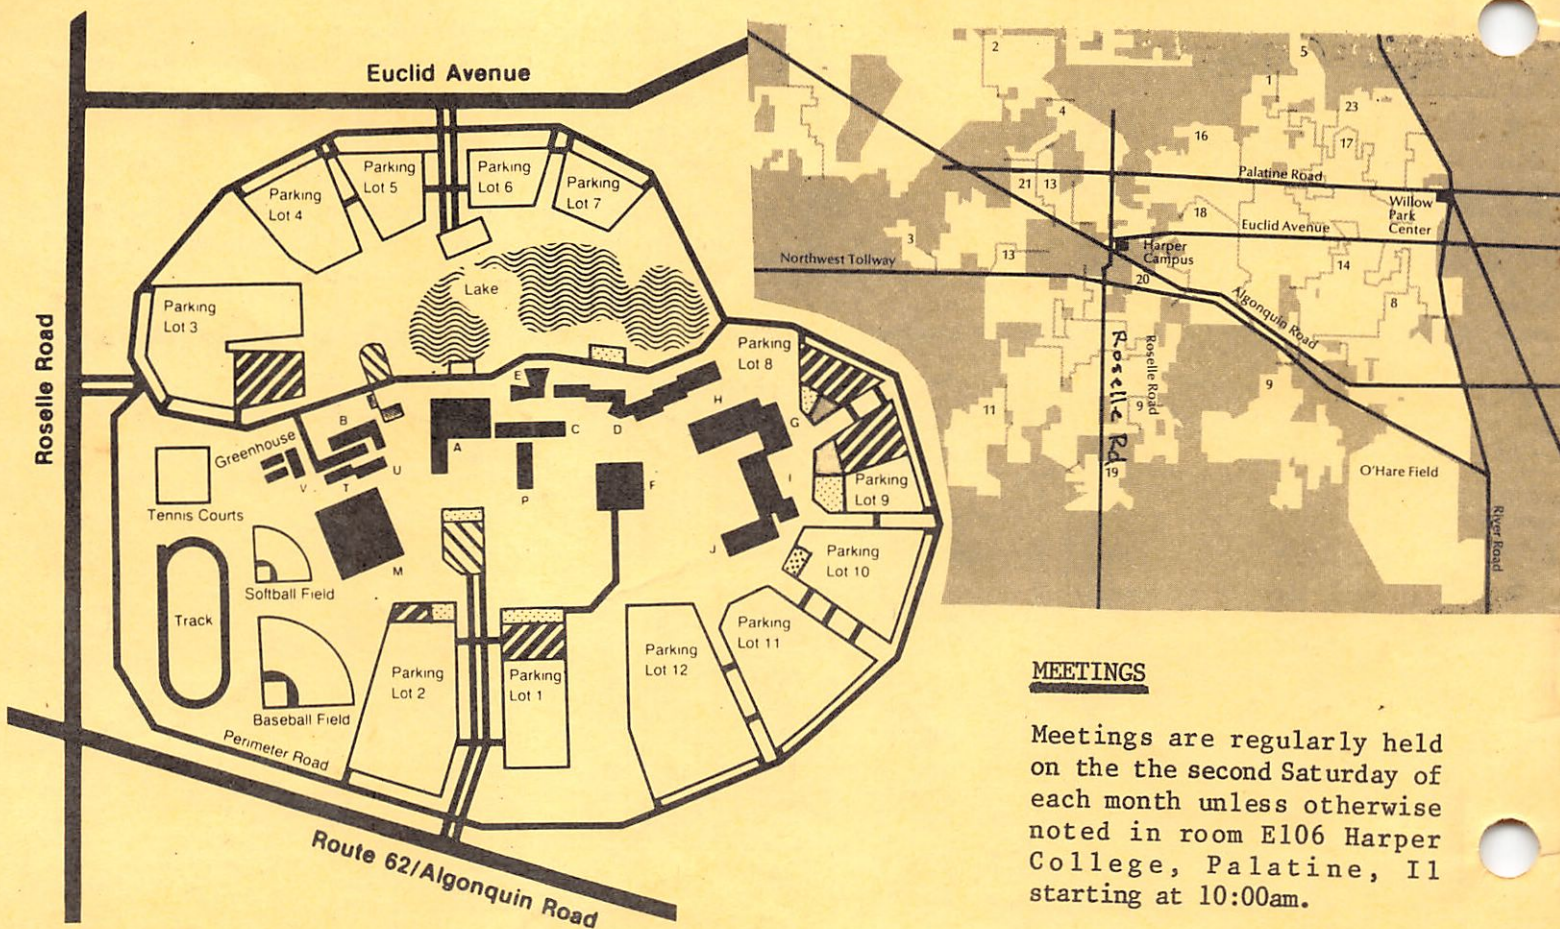 Euclid Avenue
Roselle Road
Parking
Lot 4
Parking
Lot 5
Parking
Lot 6
Parking
Lot 7
Parking
Lot 3
Lake
Parking
Lot 8
E
H
G
B
A
C
D
Greenhouse
V
T
U
P
F
I
J
M
Parking
Lot 9
Tennis Courts
Parking
Lot 10
Softball Field
Track
Parking
Lot 11
Parking
Lot 12
Parking
Lot 2
Parking
Lot 1
Baseball Field
Perimeter Road
Route 62/Algonquin Road
2
5
1
4
23
16
17
Palatine Road
21
13
Willow
Park
Center
18
Euclid Avenue
3
13
Harper
Campus
Northwest Tollway
14
20
8
Algonquin Road
Roselle Road
Roselle Rd
9
11
9
19
O'Hare Field
River Road
MEETINGS
Meetings are regularly held
on the the second Saturday of
each month unless otherwise
noted in room E106 Harper
College, Palatine, Il
starting at 10:00am.